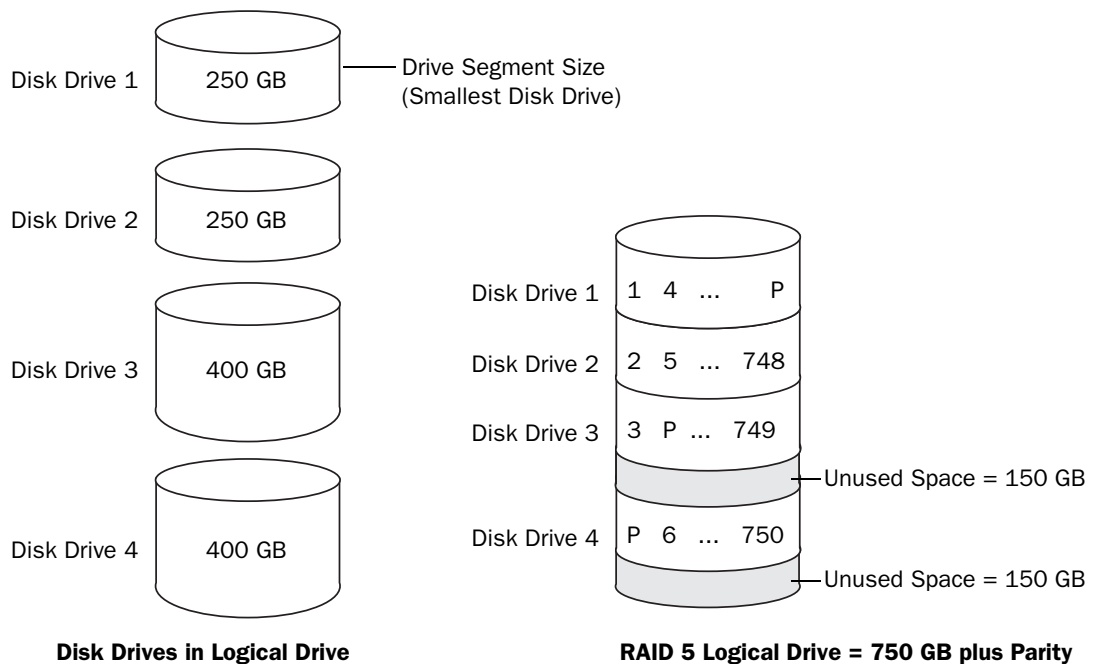 Disk Drive 1
250 GB
Drive Segment Size
(Smallest Disk Drive)
Disk Drive 2
250 GB
Disk Drive 3
400 GB
Disk Drive 4
400 GB
Disk Drives in Logical Drive
Disk Drive 1
1 4 ... P
Disk Drive 2
2 5 ... 748
Disk Drive 3
3 P ... 749
Unused Space = 150 GB
Disk Drive 4
P 6 ... 750
Unused Space = 150 GB
RAID 5 Logical Drive = 750 GB plus Parity